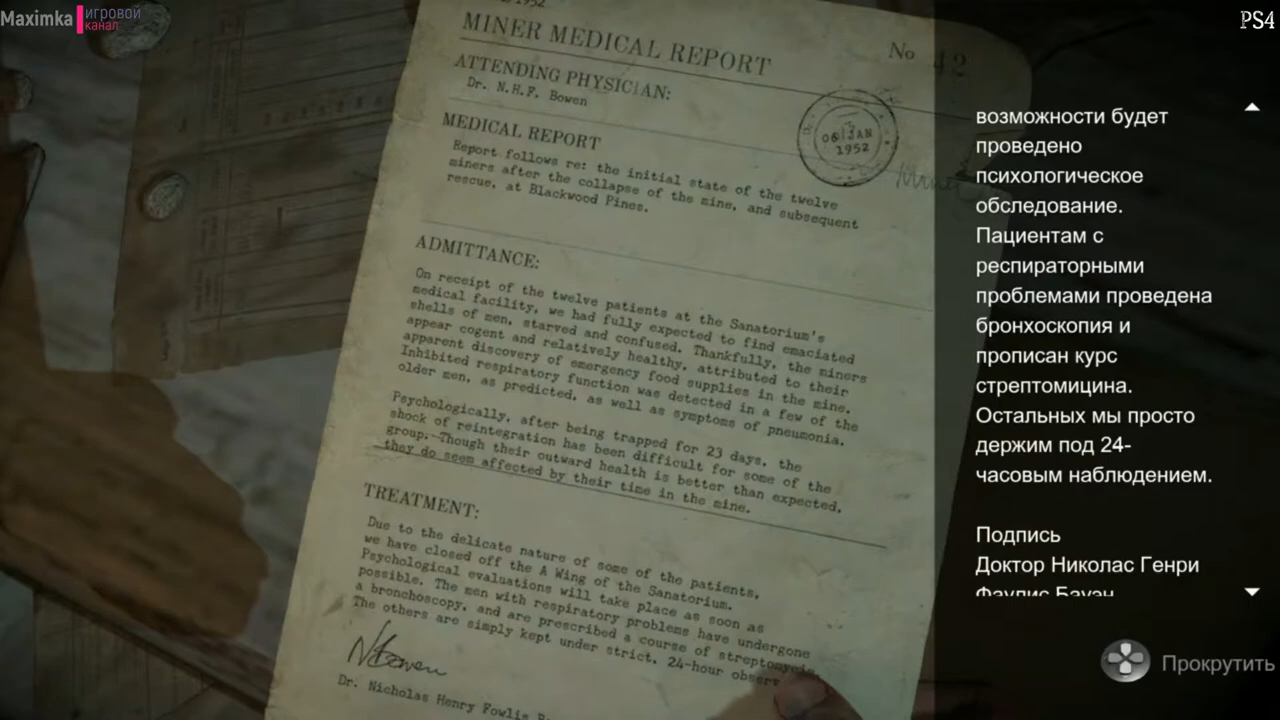 Maximka
игровой
канал
PS4
1952
MINER MEDICAL REPORT
No 42
ATTENDING PHYSICIAN:
Dr. N.H.F. Bowen
06 JAN
1952
MEDICAL REPORT
Report follows re: the initial state of the twelve
miners after the collapse of the mine, and subsequent
rescue, at Blackwood Pines.
ADMITTANCE:
On receipt of the twelve patients at the Sanatorium's
medical facility, we had fully expected to find emaciated
shells of men, starved and confused. Thankfully, the miners
appear cogent and relatively healthy, attributed to their
apparent discovery of emergency food supplies in the mine.
Inhibited respiratory function was detected in a few of the
older men, as predicted, as well as symptoms of pneumonia.
Psychologically, after being trapped for 23 days, the
shock of reintegration has been difficult for some of the
group. Though their outward health is better than expected,
they do seem affected by their time in the mine.
TREATMENT:
Due to the delicate nature of some of the patients,
we have closed off the A Wing of the Sanatorium.
Psychological evaluations will take place as soon as
possible. The men with respiratory problems have undergone
a bronchoscopy, and are prescribed a course of streptomycin.
The others are simply kept under strict, 24-hour observ
NBowen
Dr. Nicholas Henry Fowlis B
возможности будет
проведено
психологическое
обследование.
Пациентам с
респираторными
проблемами проведена
бронхоскопия и
прописан курс
стрептомицина.
Остальных мы просто
держим под 24-
часовым наблюдением.
Подпись
Доктор Николас Генри
Фаулис Бауэн
Прокрутить